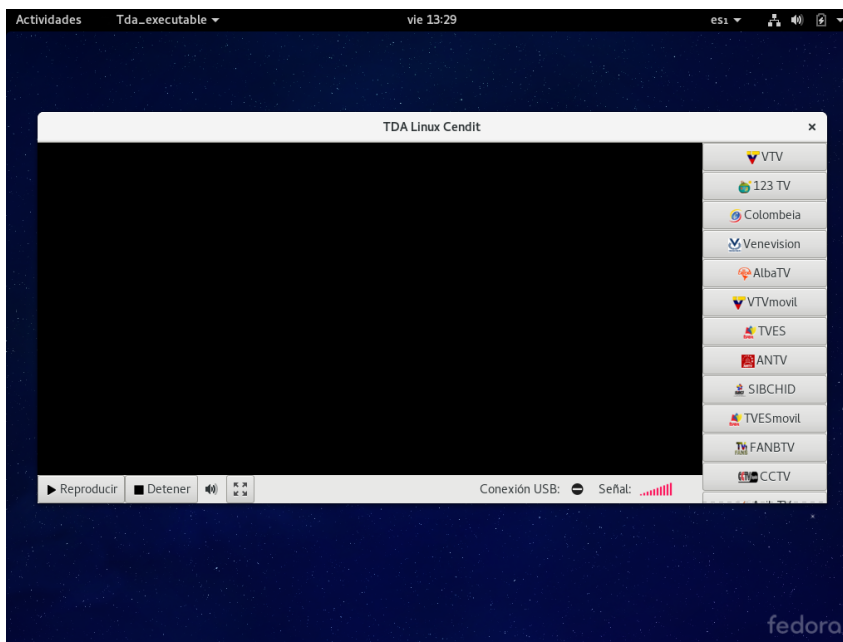 Actividades Tda_executable vie 13:29 es1
TDA Linux Cendit
VTV
123 TV
Colombeia
Venevision
AlbaTV
VTVmovil
TVES
ANTV
SIBCHID
TVESmovil
FANBTV
CCTV
Reproducir Detener Conexión USB: Señal:
fedora